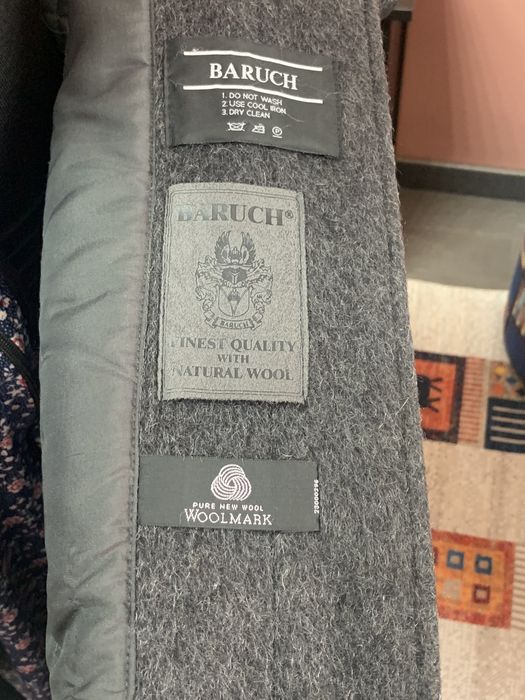 BARUCH
1. DO NOT WASH
2. USE COOL IRON
3. DRY CLEAN
P
BARUCH®
BARUCH
FINEST QUALITY
WITH
NATURAL WOOL
PURE NEW WOOL
WOOLMARK
23000296